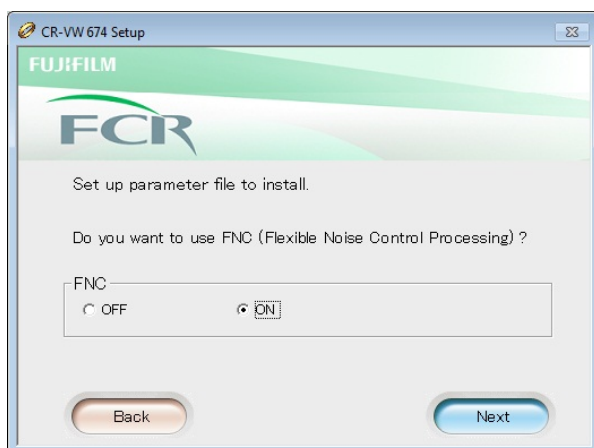 CR-VW 674 Setup
FUJIFILM
FCR
Set up parameter file to install.
Do you want to use FNC (Flexible Noise Control Processing) ?
FNC
OFF ON
Back Next